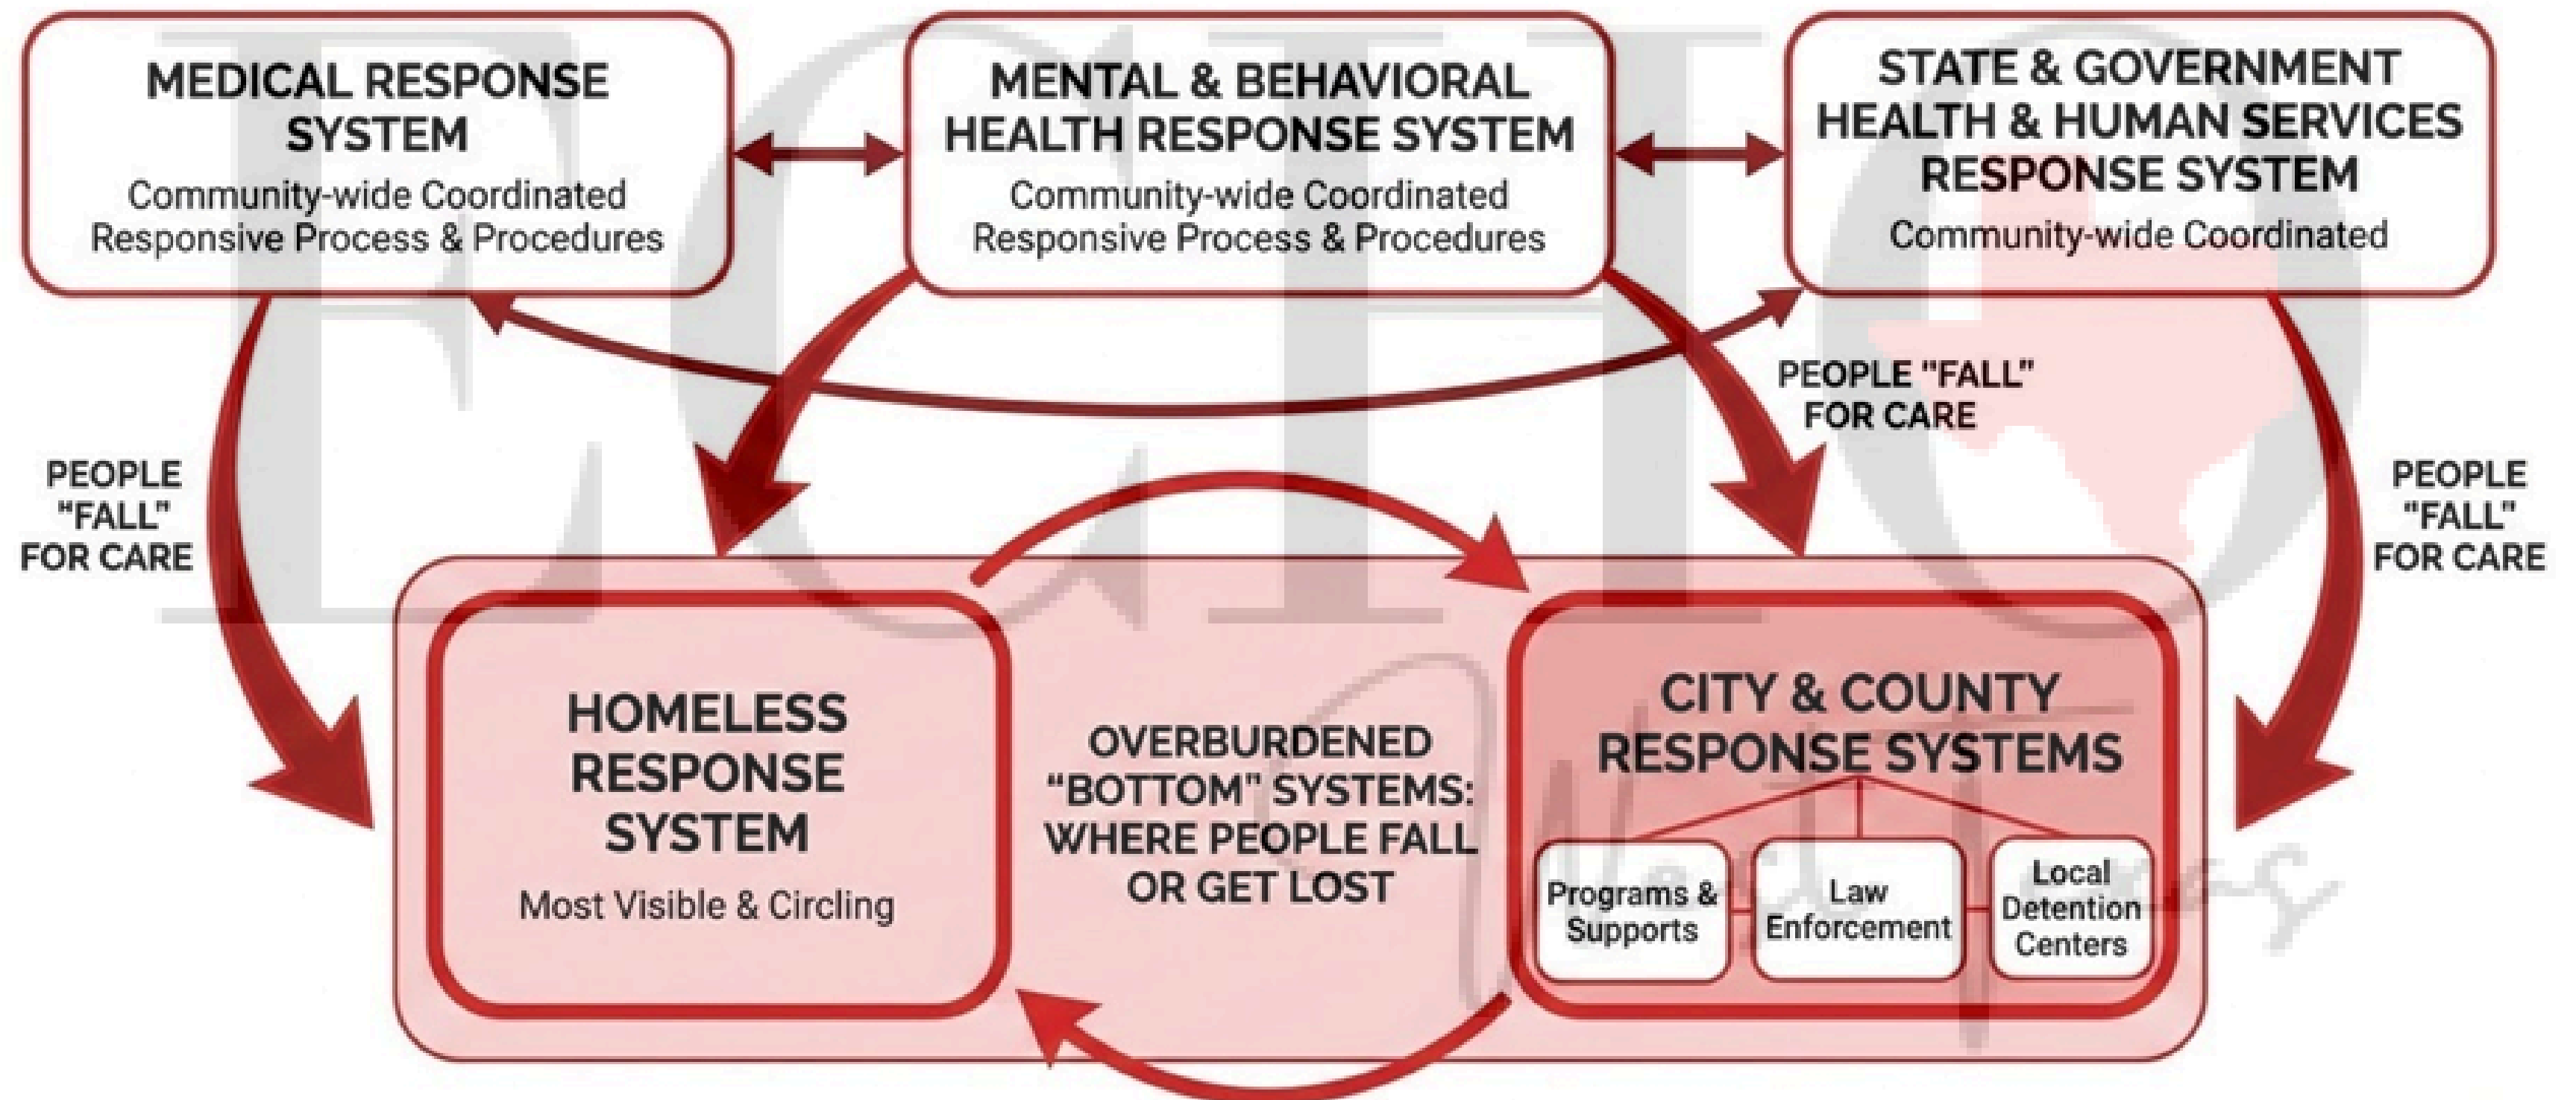 MEDICAL RESPONSE
SYSTEM
Community-wide Coordinated
Responsive Process & Procedures
MENTAL & BEHAVIORAL
HEALTH RESPONSE SYSTEM
Community-wide Coordinated
Responsive Process & Procedures
STATE & GOVERNMENT
HEALTH & HUMAN SERVICES
RESPONSE SYSTEM
Community-wide Coordinated
PEOPLE "FALL"
FOR CARE
PEOPLE
"FALL"
FOR CARE
PEOPLE
"FALL"
FOR CARE
HOMELESS
RESPONSE
SYSTEM
Most Visible & Circling
OVERBURDENED
"BOTTOM" SYSTEMS:
WHERE PEOPLE FALL
OR GET LOST
CITY & COUNTY
RESPONSE SYSTEMS
Programs &
Supports
Law
Enforcement
Local
Detention
Centers
ECHO
West Texas